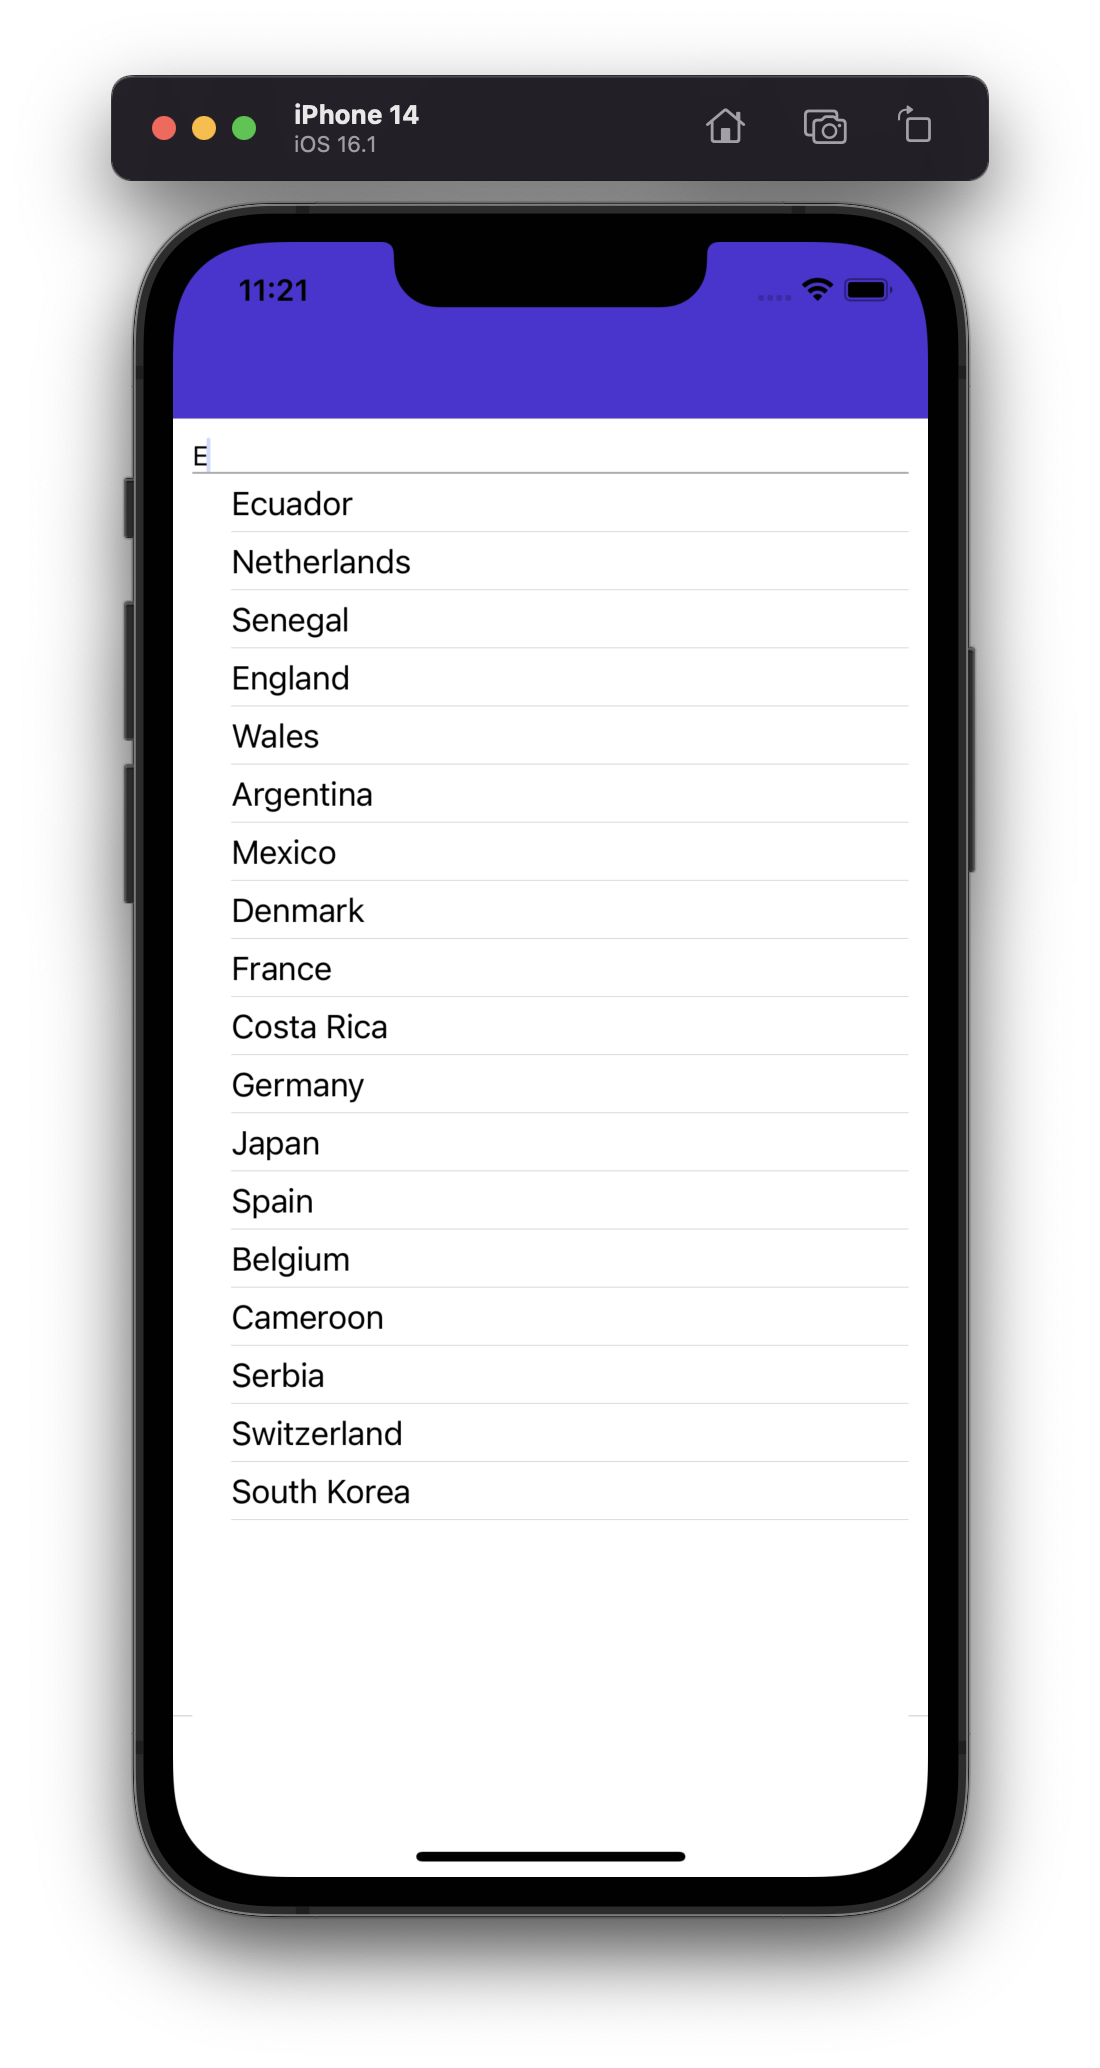 iPhone 14
iOS 16.1
11:21
E
Ecuador
Netherlands
Senegal
England
Wales
Argentina
Mexico
Denmark
France
Costa Rica
Germany
Japan
Spain
Belgium
Cameroon
Serbia
Switzerland
South Korea